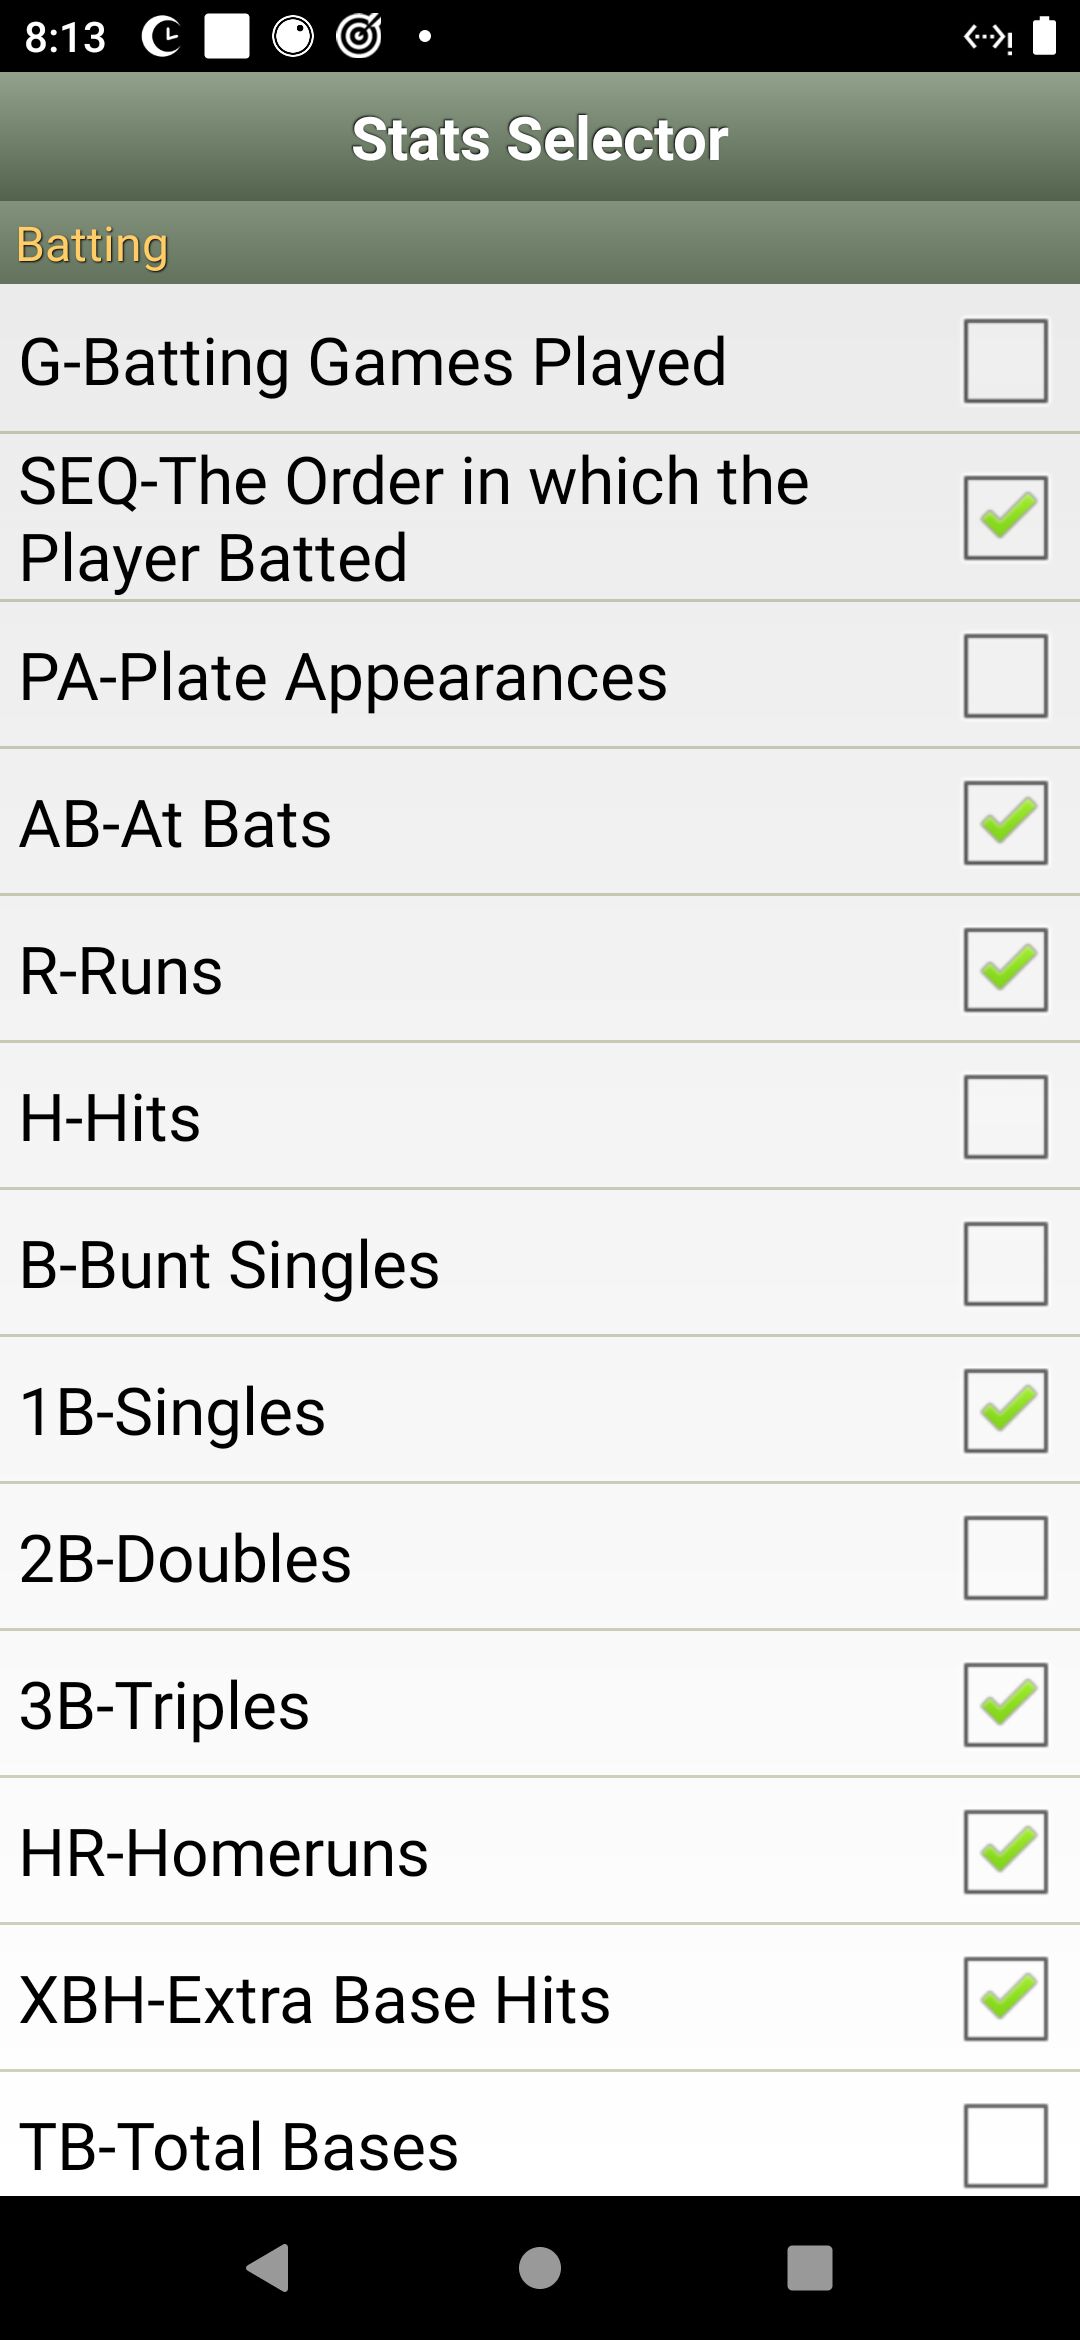 8:13
Stats Selector
Batting
G-Batting Games Played
SEQ-The Order in which the
Player Batted
PA-Plate Appearances
AB-At Bats
R-Runs
H-Hits
B-Bunt Singles
1B-Singles
2B-Doubles
3B-Triples
HR-Homeruns
XBH-Extra Base Hits
TB-Total Bases